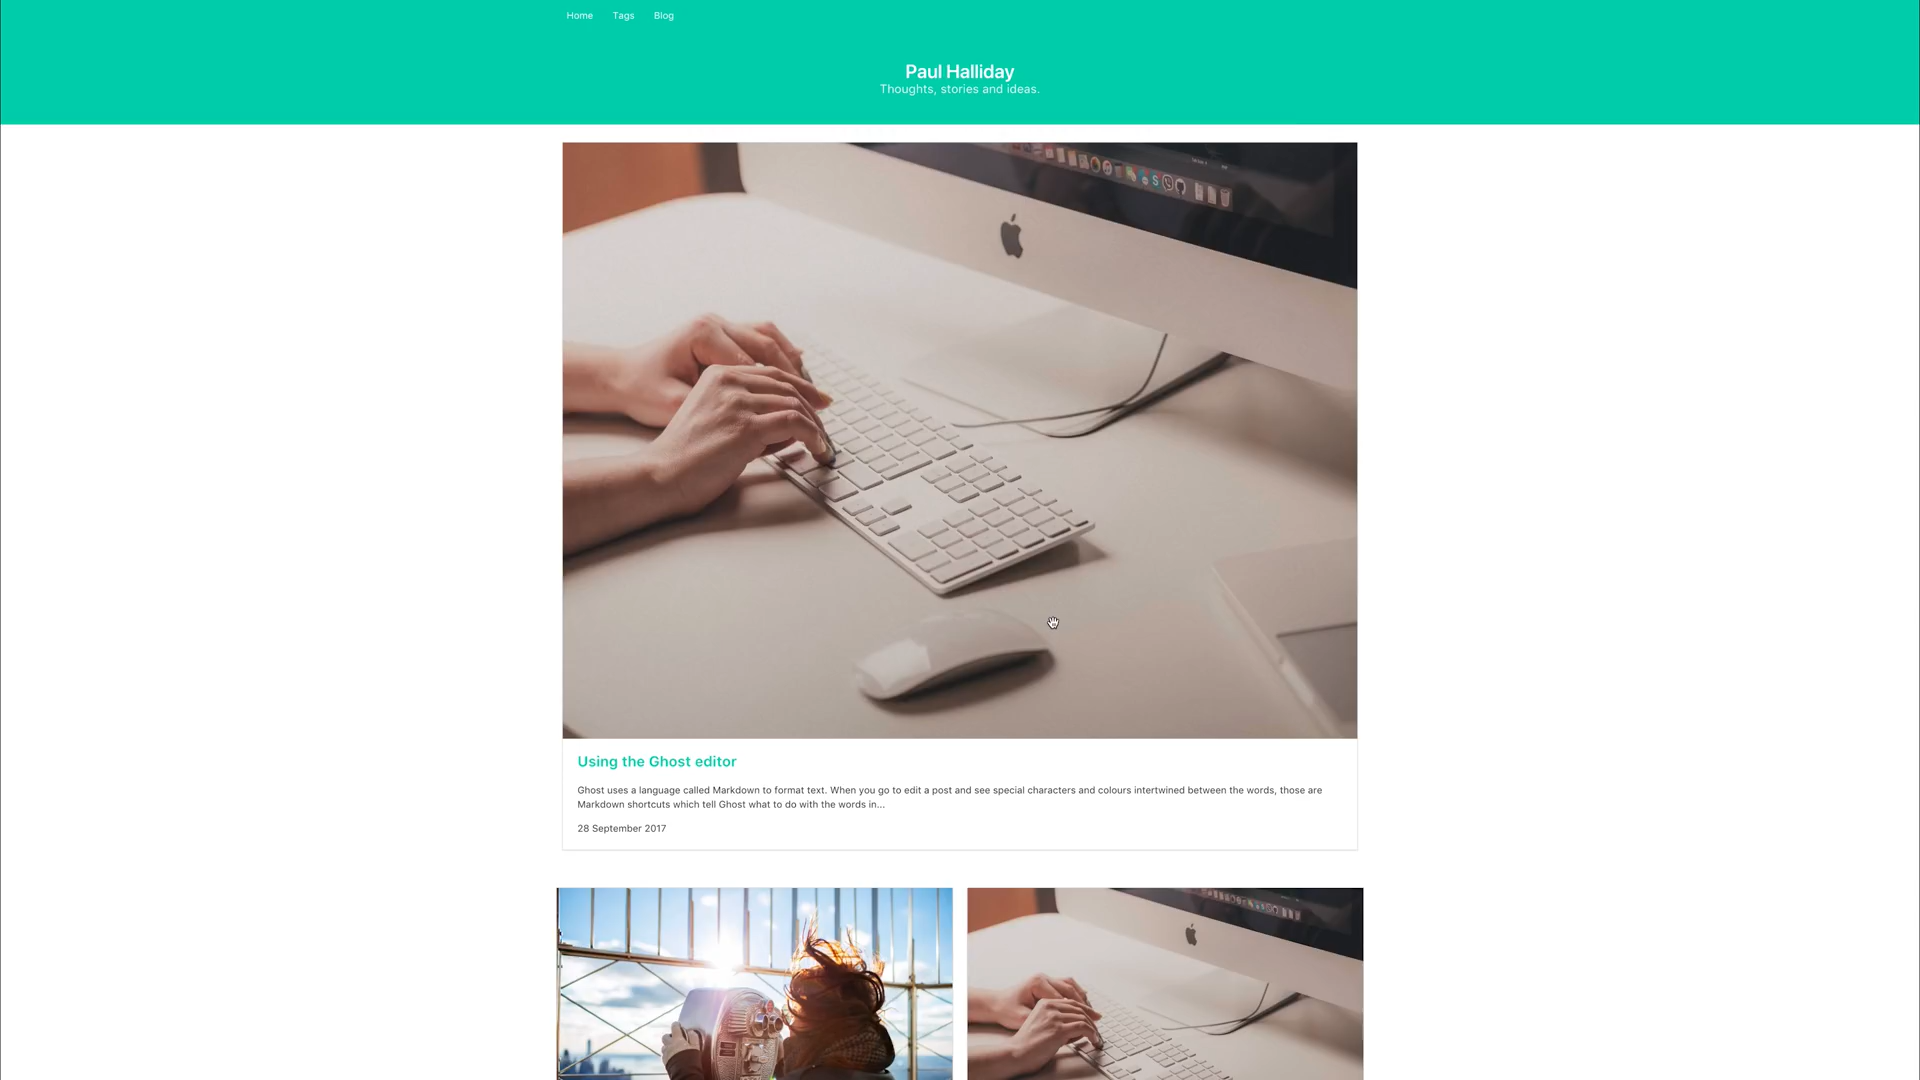 Home Tags Blog
Paul Halliday
Thoughts, stories and ideas.
Using the Ghost editor
Ghost uses a language called Markdown to format text. When you go to edit a post and see special characters and colours intertwined between the words, those are
Markdown shortcuts which tell Ghost what to do with the words in...
28 September 2017